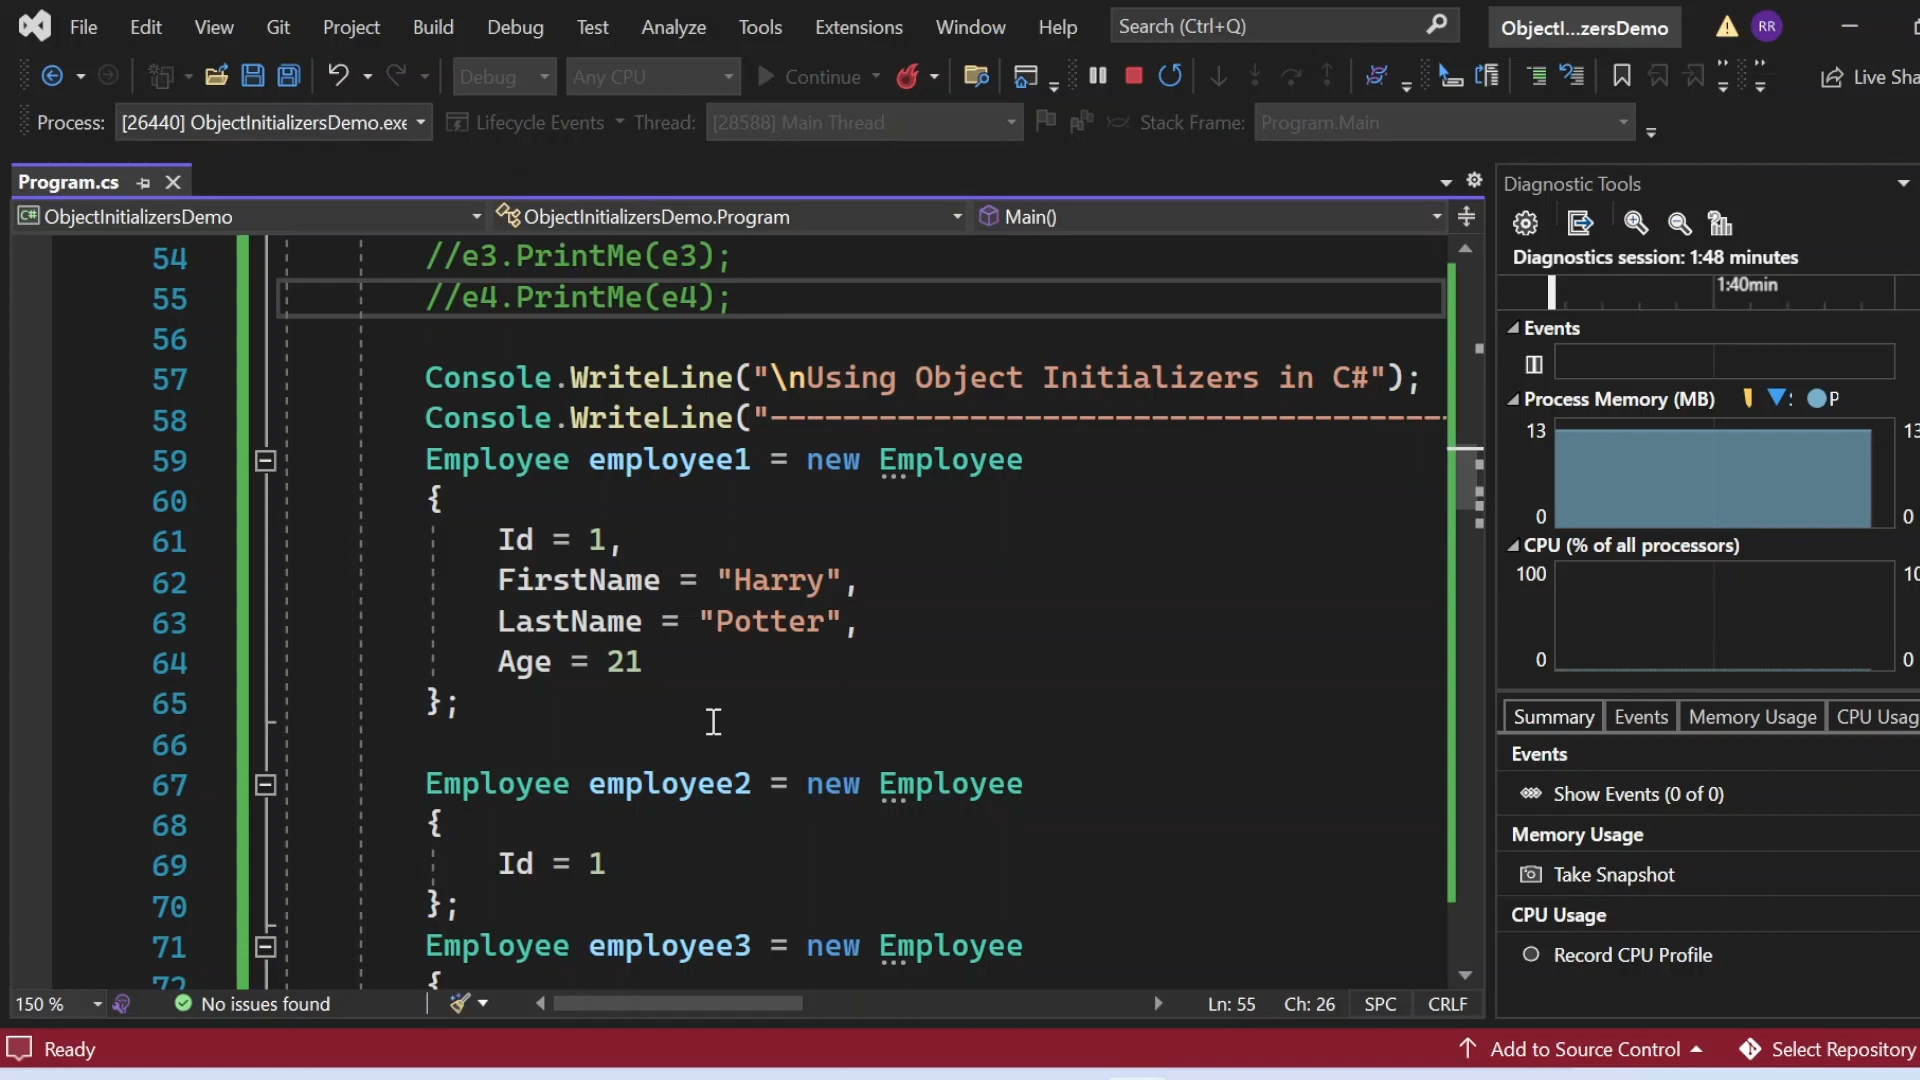 File Edit View Git Project Build Debug Test Analyze Tools Extensions Window Help Search (Ctrl+Q) ObjectI...zersDemo RR
Debug Any CPU Continue Live Sha
Process: [26440] ObjectInitializersDemo.exe Lifecycle Events Thread: [28588] Main Thread Stack Frame: Program.Main
Program.cs
C# ObjectInitializersDemo ObjectInitializersDemo.Program Main()
54 //e3.PrintMe(e3);
55 //e4.PrintMe(e4);
56
57 Console.WriteLine("\nUsing Object Initializers in C#");
58 Console.WriteLine("--------------------------------------
59 Employee employee1 = new Employee
60 {
61 Id = 1,
62 FirstName = "Harry",
63 LastName = "Potter",
64 Age = 21
65 };
66
67 Employee employee2 = new Employee
68 {
69 Id = 1
70 };
71 Employee employee3 = new Employee
72 {
150 % No issues found Ln: 55 Ch: 26 SPC CRLF
Diagnostic Tools
Diagnostics session: 1:48 minutes
1:40min
Events
Process Memory (MB) P
13 13
0 0
CPU (% of all processors)
100 10
0 0
Summary Events Memory Usage CPU Usag
Events
Show Events (0 of 0)
Memory Usage
Take Snapshot
CPU Usage
Record CPU Profile
Ready Add to Source Control Select Repository